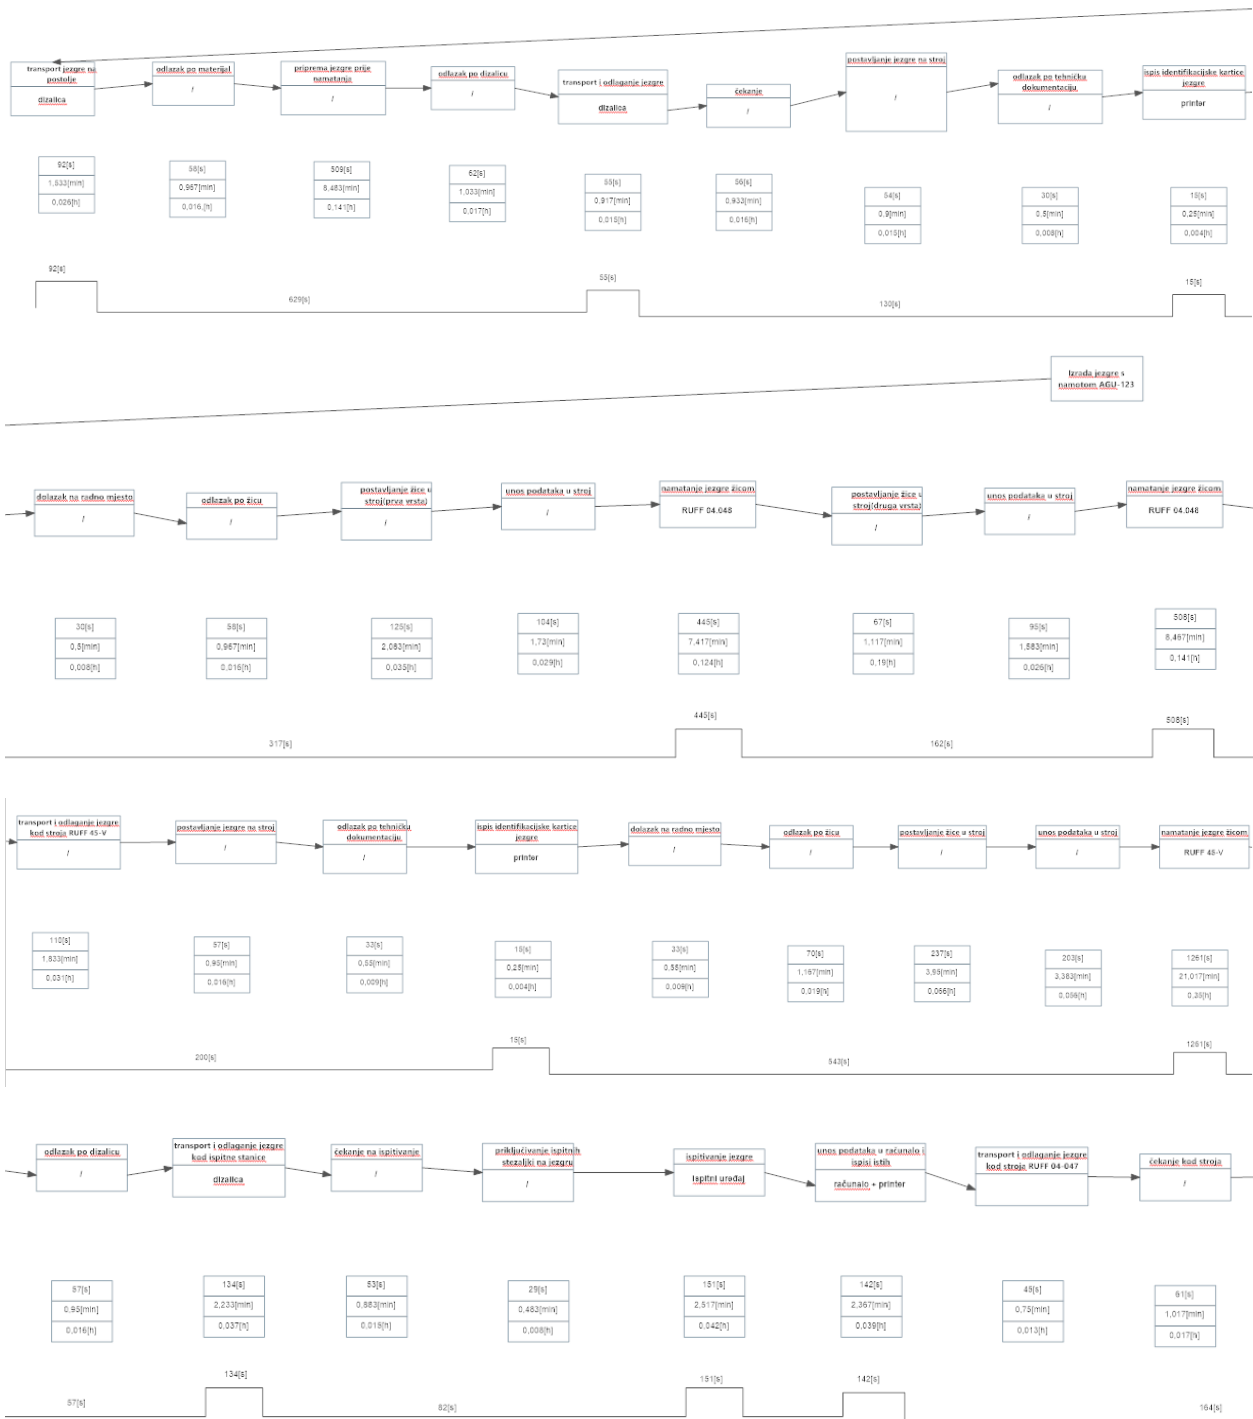 transport jezgre na
postolje
dizalica
odlazak po materijal
/
priprema jezgre prije
namatanja
/
odlazak po dizalicu
/
transport i odlaganje jezgre
dizalica
čekanje
/
postavljanje jezgre na stroj
/
odlazak po tehničku
dokumentaciju
/
ispis identifikacijske kartice
jezgre
printer
92[s]
1,533[min]
0,026[h]
58[s]
0,967[min]
0,016,[h]
509[s]
8,483[min]
0,141[h]
62[s]
1,033[min]
0,017[h]
55[s]
0,917[min]
0,015[h]
56[s]
0,933[min]
0,016[h]
54[s]
0,9[min]
0,015[h]
30[s]
0,5[min]
0,008[h]
15[s]
0,25[min]
0,004[h]
92[s]
629[s]
55[s]
130[s]
15[s]
Izrada jezgre s
namotom AGU-123
dolazak na radno mjesto
/
odlazak po žicu
/
postavljanje žice u
stroj(prva vrsta)
/
unos podataka u stroj
/
namatanje jezgre žicom
RUFF 04.048
postavljanje žice u
stroj(druga vrsta)
/
unos podataka u stroj
/
namatanje jezgre žicom
RUFF 04.048
30[s]
0,5[min]
0,008[h]
58[s]
0,967[min]
0,016[h]
125[s]
2,083[min]
0,035[h]
104[s]
1,73[min]
0,029[h]
445[s]
7,417[min]
0,124[h]
67[s]
1,117[min]
0,19[h]
95[s]
1,583[min]
0,026[h]
508[s]
8,467[min]
0,141[h]
317[s]
445[s]
162[s]
508[s]
transport i odlaganje jezgre
kod stroja RUFF 45-V
/
postavljanje jezgre na stroj
/
odlazak po tehničku
dokumentaciju
/
ispis identifikacijske kartice
jezgre
printer
dolazak na radno mjesto
/
odlazak po žicu
/
postavljanje žice u stroj
/
unos podataka u stroj
/
namatanje jezgre žicom
RUFF 45-V
110[s]
1,833[min]
0,031[h]
57[s]
0,95[min]
0,016[h]
33[s]
0,55[min]
0,009[h]
15[s]
0,25[min]
0,004[h]
33[s]
0,55[min]
0,009[h]
70[s]
1,167[min]
0,019[h]
237[s]
3,95[min]
0,066[h]
203[s]
3,383[min]
0,056[h]
1261[s]
21,017[min]
0,35[h]
200[s]
15[s]
543[s]
1261[s]
odlazak po dizalicu
/
transport i odlaganje jezgre
kod ispitne stanice
dizalica
čekanje na ispitivanje
/
priključivanje ispitnih
stezaljki na jezgru
/
ispitivanje jezgre
Ispitni uređaj
unos podataka u računalo i
ispisi istih
računalo + printer
transport i odlaganje jezgre
kod stroja RUFF 04-047
čekanje kod stroja
/
57[s]
0,95[min]
0,016[h]
134[s]
2,233[min]
0,037[h]
53[s]
0,883[min]
0,015[h]
29[s]
0,483[min]
0,008[h]
151[s]
2,517[min]
0,042[h]
142[s]
2,367[min]
0,039[h]
45[s]
0,75[min]
0,013[h]
61[s]
1,017[min]
0,017[h]
57[s]
134[s]
82[s]
151[s]
142[s]
164[s]